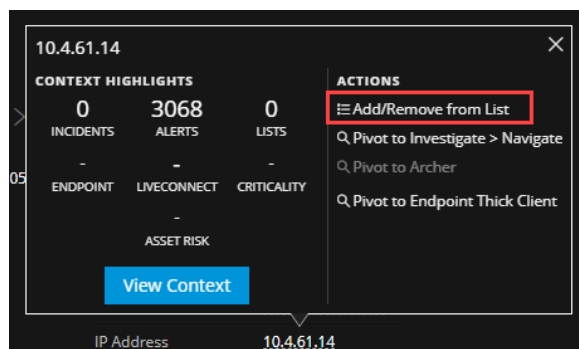 10.4.61.14
CONTEXT HIGHLIGHTS
0 3068 0
INCIDENTS ALERTS LISTS
- - -
ENDPOINT LIVECONNECT CRITICALITY
-
ASSET RISK
View Context
ACTIONS
Add/Remove from List
Pivot to Investigate > Navigate
Pivot to Archer
Pivot to Endpoint Thick Client
05
IP Address 10.4.61.14